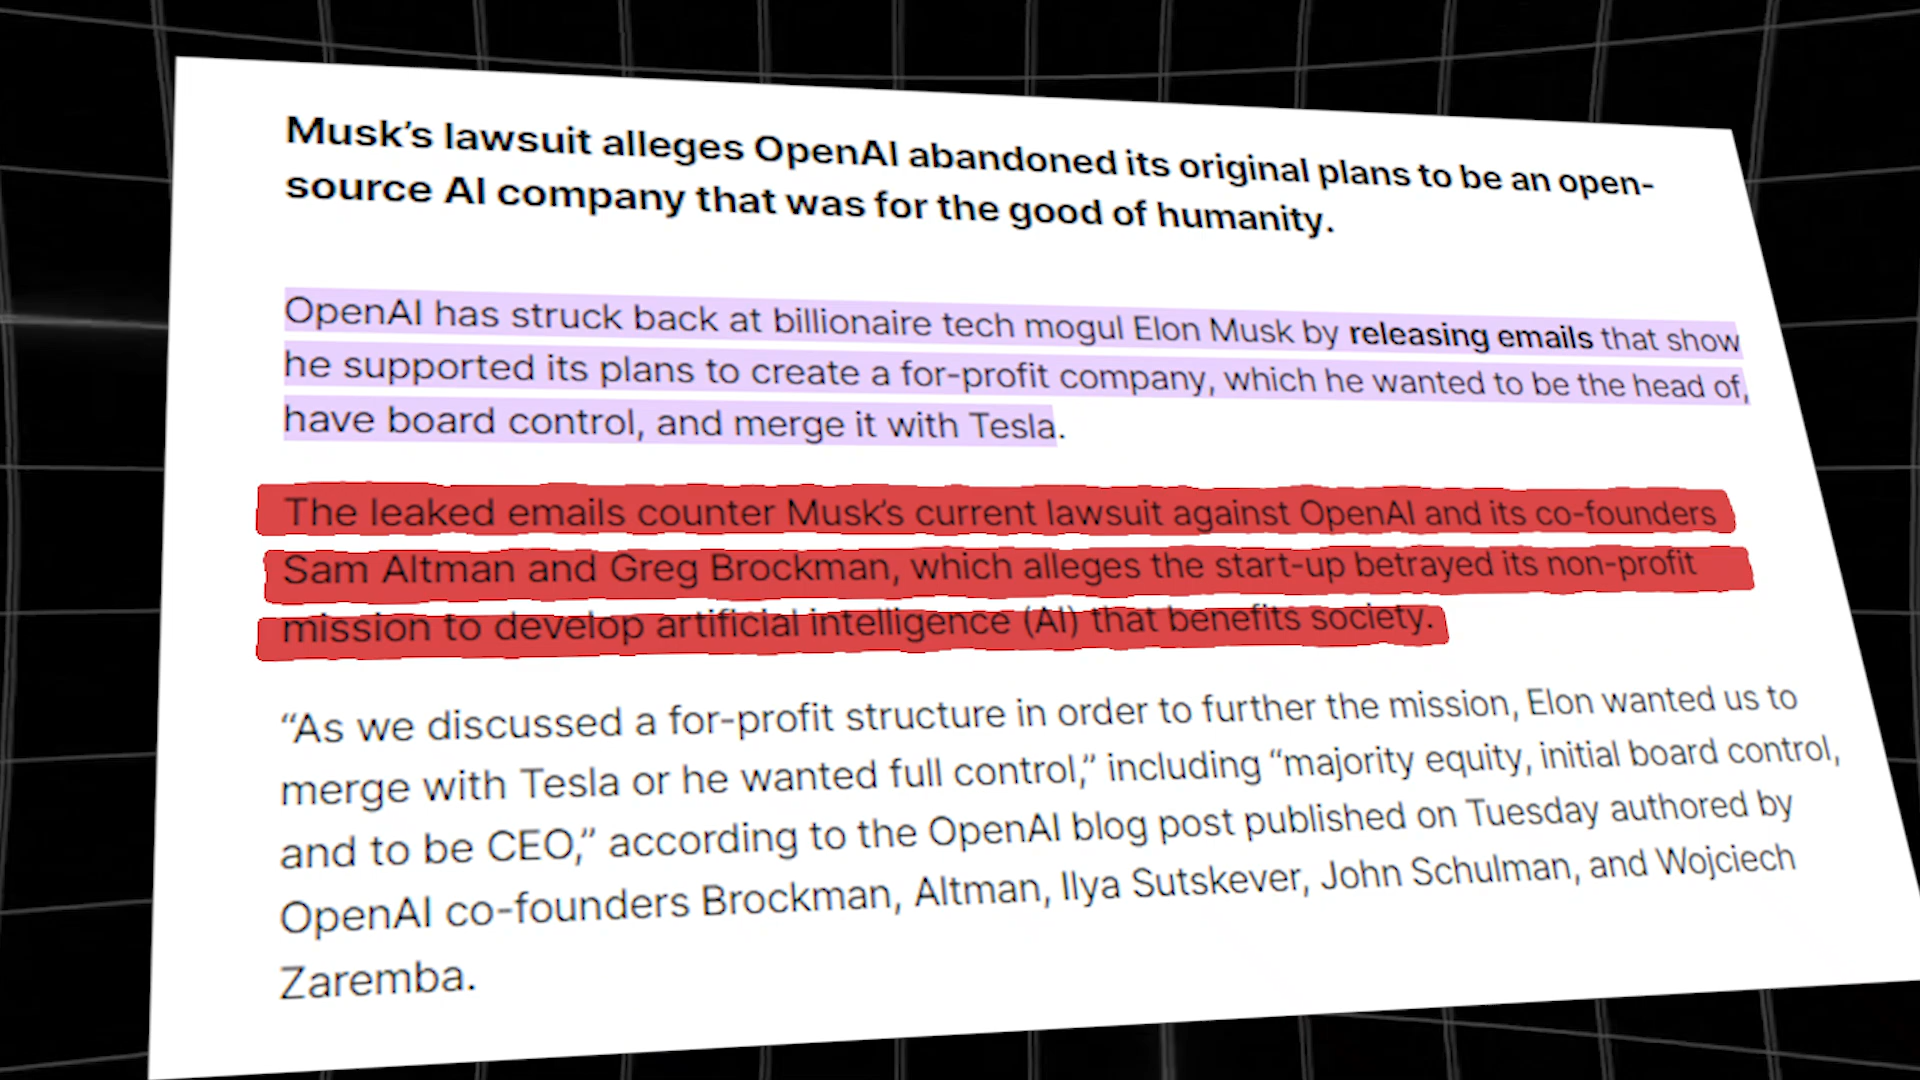 Musk’s lawsuit alleges OpenAI abandoned its original plans to be an open-
source AI company that was for the good of humanity.
OpenAI has struck back at billionaire tech mogul Elon Musk by releasing emails that show
he supported its plans to create a for-profit company, which he wanted to be the head of,
have board control, and merge it with Tesla.
The leaked emails counter Musk’s current lawsuit against OpenAI and its co-founders
Sam Altman and Greg Brockman, which alleges the start-up betrayed its non-profit
mission to develop artificial intelligence (AI) that benefits society.
“As we discussed a for-profit structure in order to further the mission, Elon wanted us to
merge with Tesla or he wanted full control,” including “majority equity, initial board control,
and to be CEO,” according to the OpenAI blog post published on Tuesday authored by
OpenAI co-founders Brockman, Altman, Ilya Sutskever, John Schulman, and Wojciech
Zaremba.